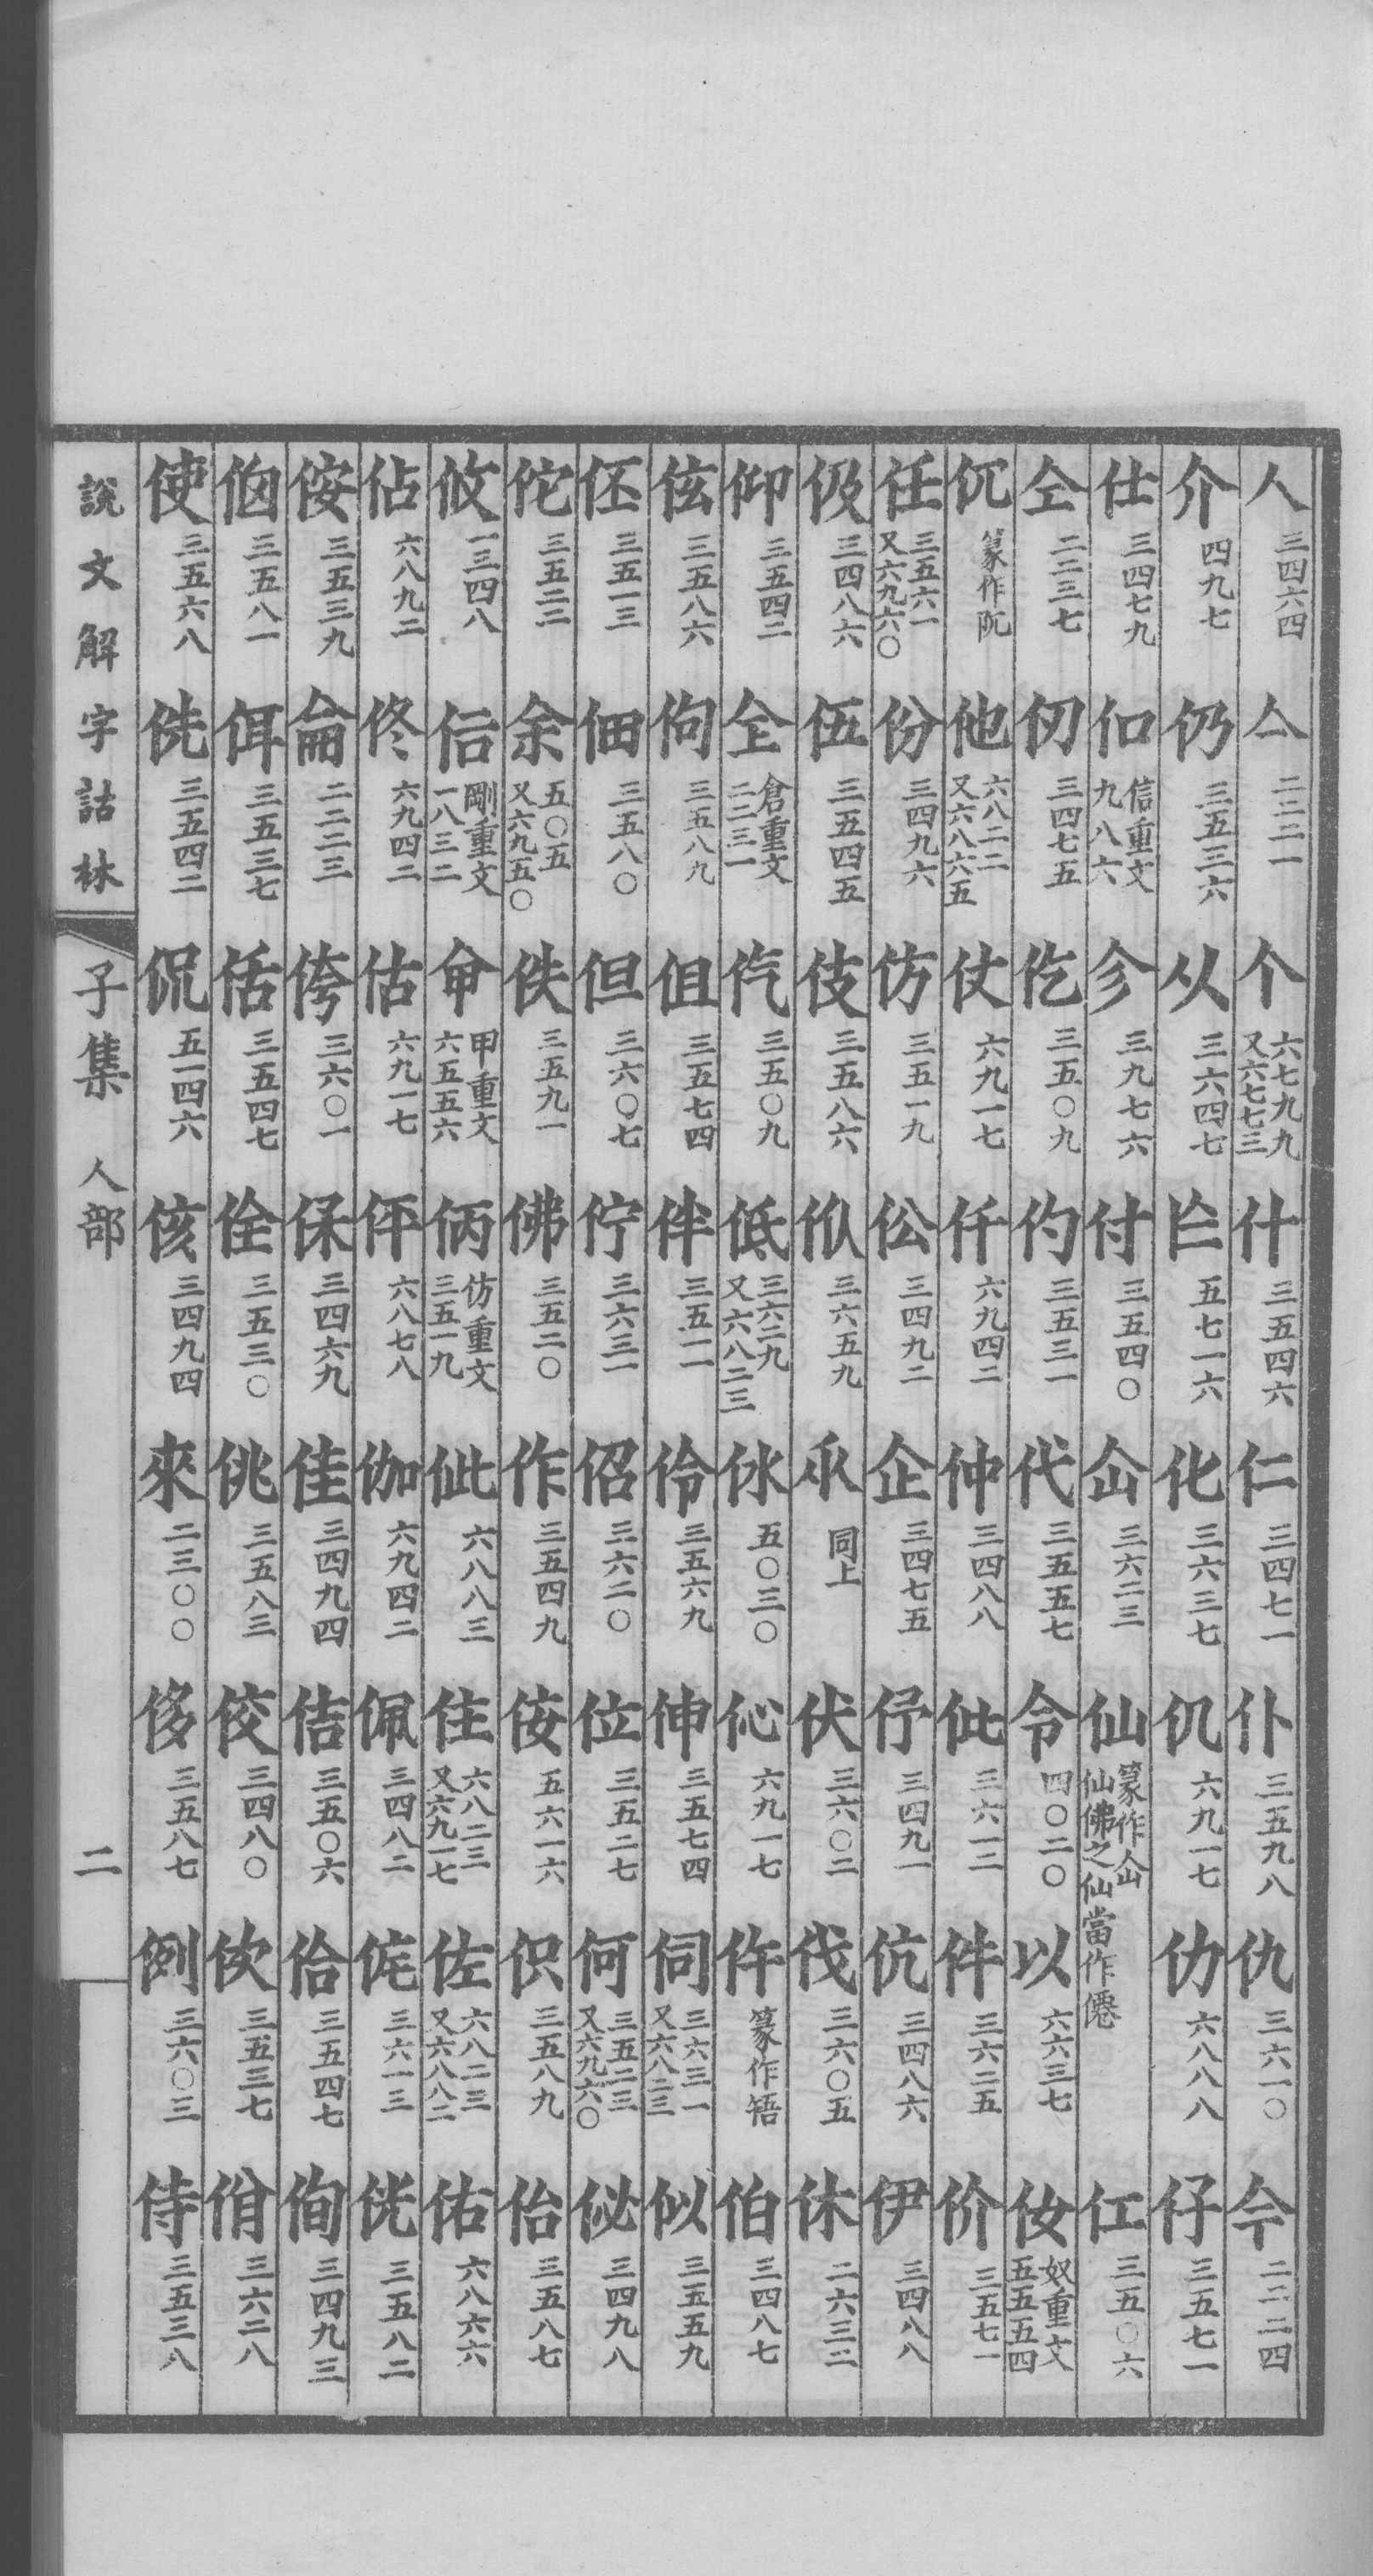 人 三四六四 亼 二二二一 个 六七九九 又六七七三 什 三五四六 仁 三四七一 仆 三五九八 仇 三六一〇 今 二二二四
介 四九七 仍 三五三六 从 三六四七 亾 五七一六 化 三六三七 仉 六九一七 仂 六八八八 仔 三五七一
仕 三四七九 㐰 信重文 九八六 㐱 三九七六 付 三五四〇 仚 三六二三 仙 篆作仚 仙佛之仙當作僊 仜 三五〇六
仝 二二三七 仞 三四七五 仡 三五〇九 仢 三五三一 代 三五五七 令 四〇二〇 以 六六三七 㚢 奴重文 五五五四
㐳 篆作阢 他 六八二二 又六八六五 仗 六九一七 仟 六九四二 仲 三四八八 仳 三六一二 件 三六二五 价 三五七一
任 三五六一 又六九六〇 份 三四九六 仿 三五一九 伀 三四九二 企 三四七五 伃 三四九一 伉 三四八六 伊 三四八八
伋 三四八六 伍 三五四五 伎 三五八六 㐺 三六五九 乑 同上 伏 三六〇二 伐 三六〇五 休 二六三二
仰 三五四二 仺 倉重文 二二三一 仱 三五〇九 低 三六二九 又六八二三 㲻 五〇三〇 伈 六九一七 仵 篆作啎 伯 三四八七
伭 三五八六 佝 三五八九 伹 三五七四 伴 三五一一 伶 三五六九 伸 三五七四 伺 三六三一 又六八二三 似 三五五九
伾 三五一三 佃 三五八〇 但 三六〇七 佇 三六三一 佋 三六二〇 位 三五二七 何 三五二三 又六九六〇 佖 三四九八
佗 三五二二 余 五〇五 又六九五〇 佚 三五九一 佛 三五二〇 作 三五四九 侒 五六一六 伿 三五八九 佁 三五八七
攸 一三四八 㐵 剛重文 一八三二 命 甲重文 六五五六 㑂 仿重文 三五一九 佌 六八八三 住 六八二三 又六九一七 佐 六八二三 又六八八二 佑 六八六六
佔 六八九二 佟 六九四二 估 六九一七 伻 六八七八 伽 六九四二 佩 三四八二 侂 三六一三 侊 三五八二
侒 三五三九 侖 二二二三 侉 三六〇一 保 三四六九 佳 三四九四 佶 三五〇六 佮 三五四七 侚 三四九三
佡 三五八一 佴 三五三七 佸 三五四七 佺 三五三〇 佻 三五八三 佼 三四八〇 佽 三五三七 佾 三六二八
使 三五六八 侁 三五四二 侃 五一四六 侅 三四九四 來 二三〇〇 侈 三五八七 例 三六〇三 侍 三五三八
說文解字詁林 子集 人部 二